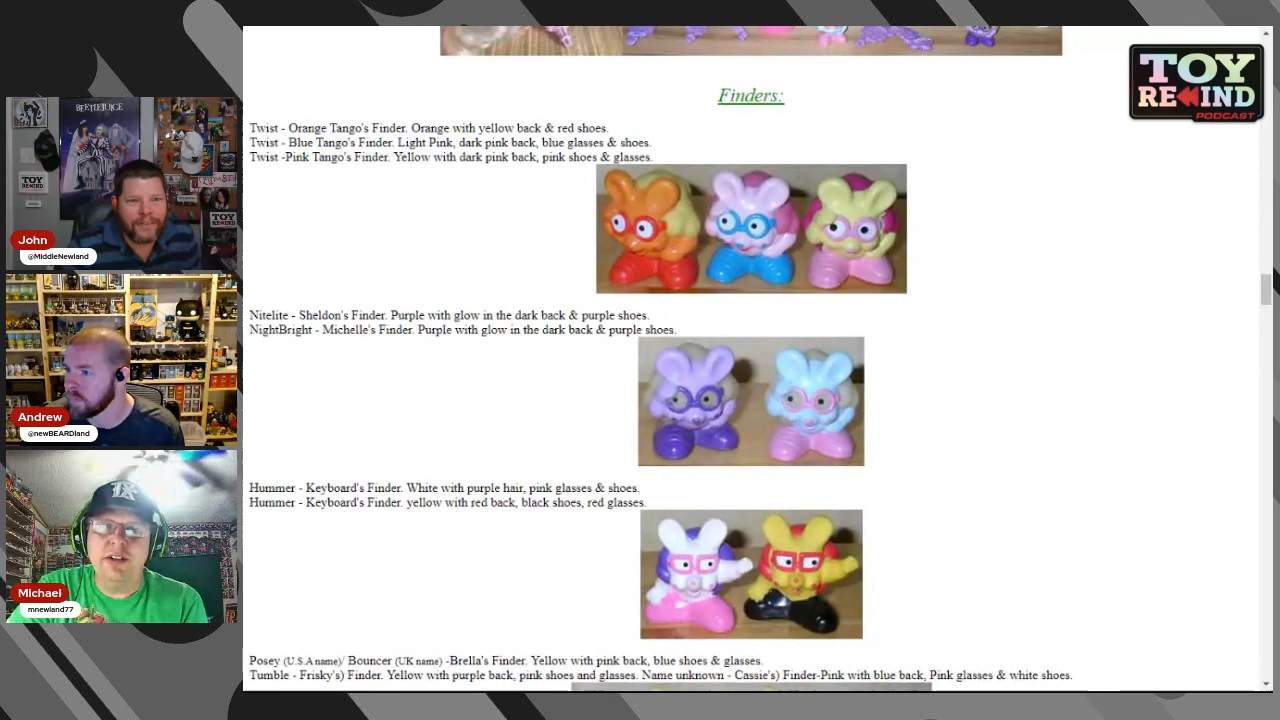 TOY
REWIND
PODCAST
BEETLEJUICE
TOY
REWIND
TOY
REWIND
John
@MiddleNewland
Andrew
@newBEARDland
Michael
mnewland77
Finders:
Twist - Orange Tango's Finder. Orange with yellow back & red shoes.
Twist - Blue Tango's Finder. Light Pink, dark pink back, blue glasses & shoes.
Twist -Pink Tango's Finder. Yellow with dark pink back, pink shoes & glasses.
Nitelite - Sheldon's Finder. Purple with glow in the dark back & purple shoes.
NightBright - Michelle's Finder. Purple with glow in the dark back & purple shoes.
Hummer - Keyboard's Finder. White with purple hair, pink glasses & shoes.
Hummer - Keyboard's Finder. yellow with red back, black shoes, red glasses.
Posey (U.S.A name)/ Bouncer (UK name) -Brella's Finder. Yellow with pink back, blue shoes & glasses.
Tumble - Frisky's) Finder. Yellow with purple back, pink shoes and glasses. Name unknown - Cassie's) Finder-Pink with blue back, Pink glasses & white shoes.